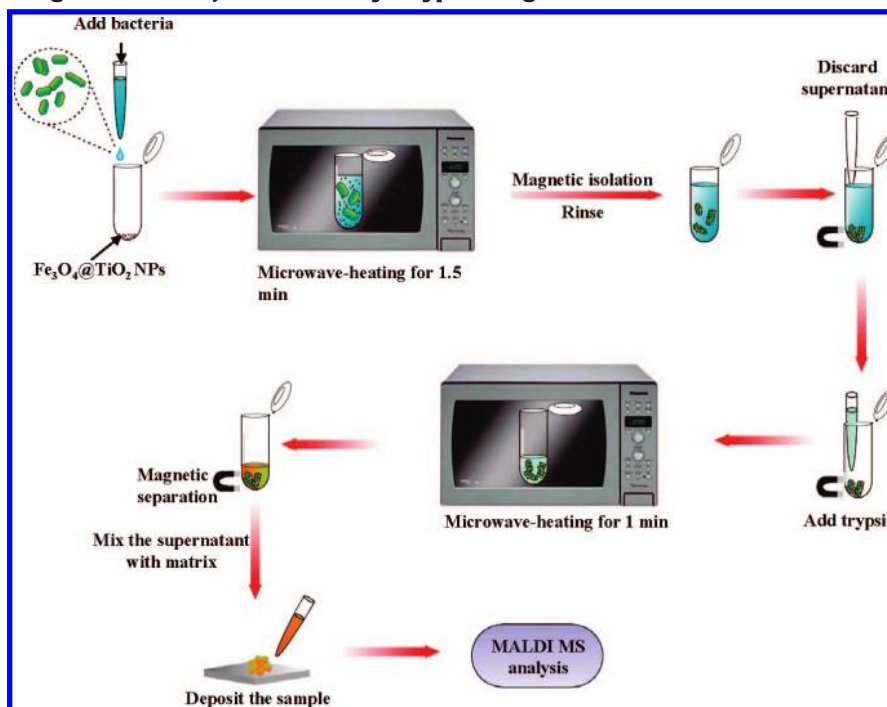 Add bacteria
Fe₃O₄@TiO₂ NPs
Microwave-heating for 1.5
min
Magnetic isolation
Rinse
Discard
supernatan
Add trypsi
Microwave-heating for 1 min
Magnetic
separation
Mix the supernatant
with matrix
Deposit the sample
MALDI MS
analysis